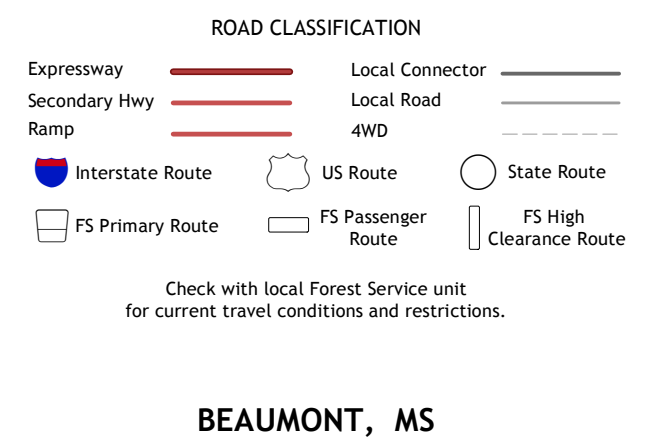 ROAD CLASSIFICATION
Expressway
Local Connector
Secondary Hwy
Local Road
Ramp
4WD
Interstate Route
US Route
State Route
FS Primary Route
FS Passenger
Route
FS High
Clearance Route
Check with local Forest Service unit
for current travel conditions and restrictions.
BEAUMONT, MS